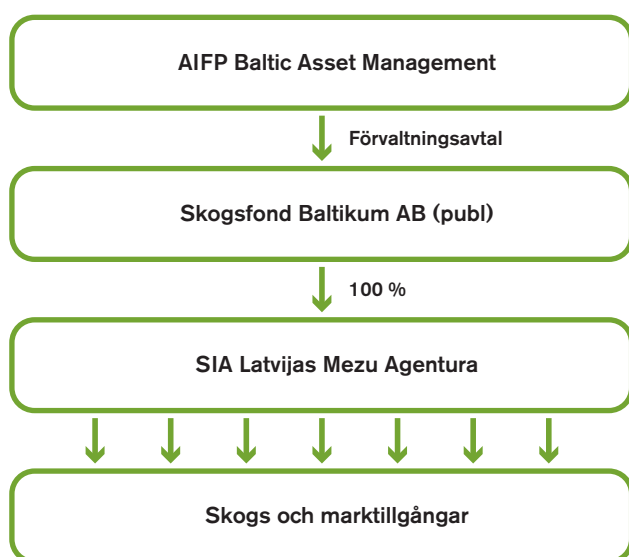 AIFP Baltic Asset Management
Förvaltningsavtal
Skogsfond Baltikum AB (publ)
100 %
SIA Latvijas Mezu Agentura
Skogs och marktillgångar